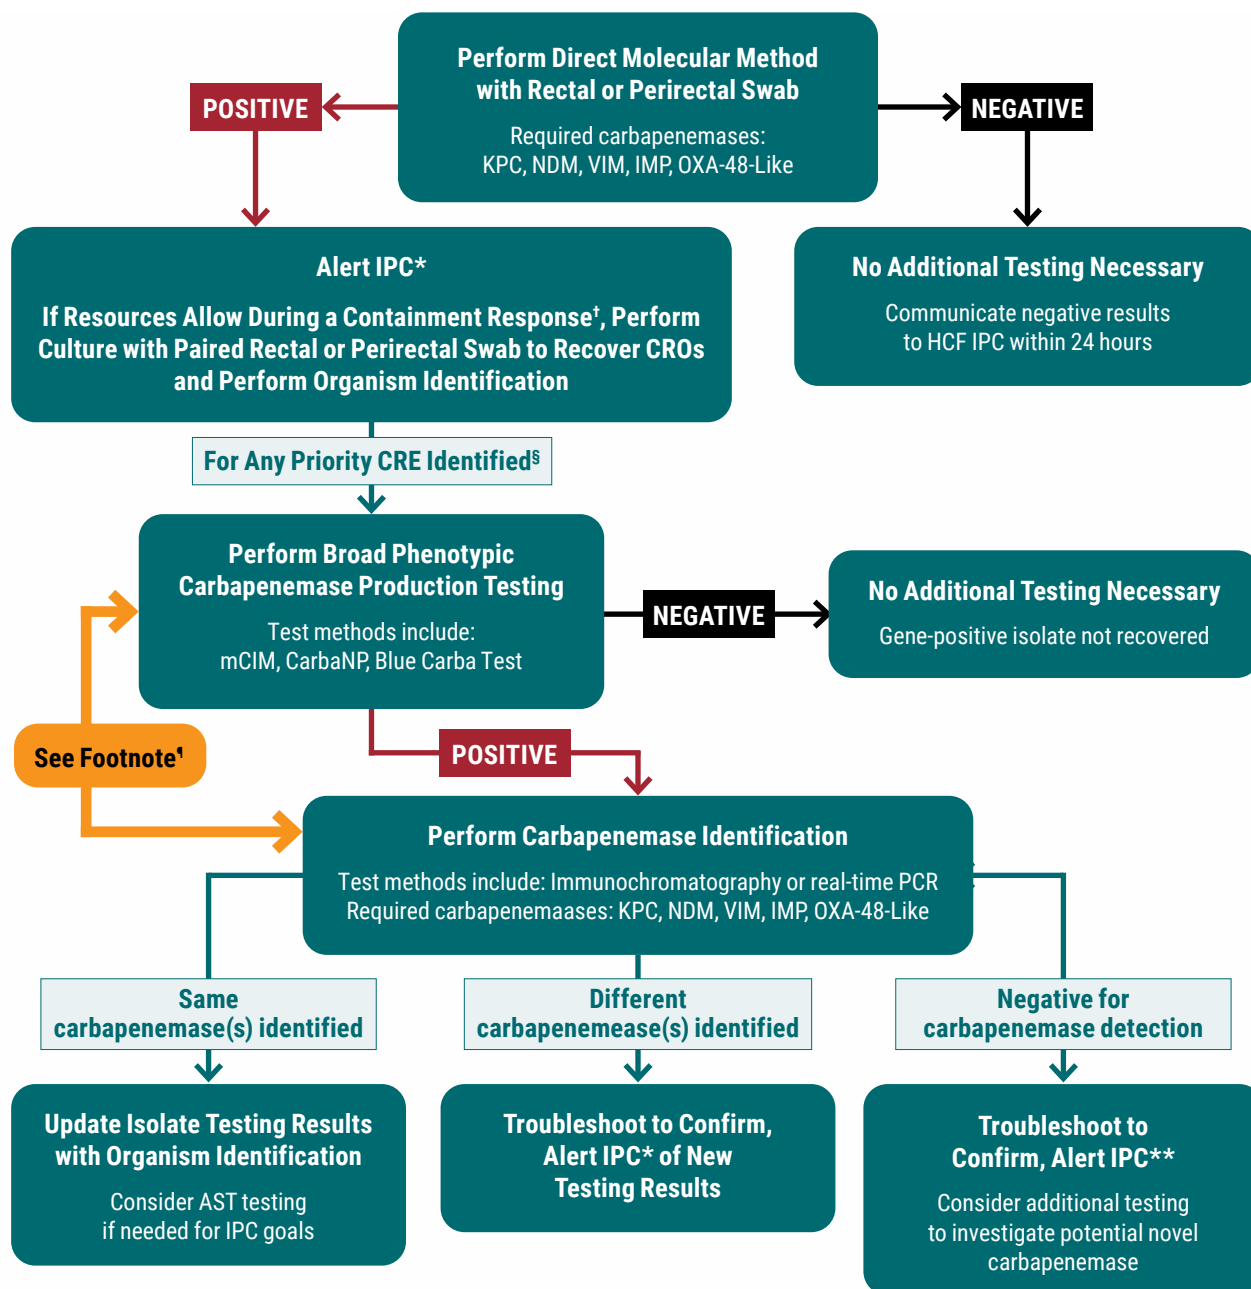 Perform Direct Molecular Method
with Rectal or Perirectal Swab
Required carbapenemases:
KPC, NDM, VIM, IMP, OXA-48-Like
POSITIVE
NEGATIVE
Alert IPC*
If Resources Allow During a Containment Response†, Perform
Culture with Paired Rectal or Perirectal Swab to Recover CROs
and Perform Organism Identification
No Additional Testing Necessary
Communicate negative results
to HCF IPC within 24 hours
For Any Priority CRE Identified§
Perform Broad Phenotypic
Carbapenemase Production Testing
Test methods include:
mCIM, CarbaNP, Blue Carba Test
NEGATIVE
No Additional Testing Necessary
Gene-positive isolate not recovered
See Footnote¶
POSITIVE
Perform Carbapenemase Identification
Test methods include: Immunochromatography or real-time PCR
Required carbapenemaases: KPC, NDM, VIM, IMP, OXA-48-Like
Same
carbapenemase(s) identified
Different
carbapenemease(s) identified
Negative for
carbapenemase detection
Update Isolate Testing Results
with Organism Identification
Consider AST testing
if needed for IPC goals
Troubleshoot to Confirm,
Alert IPC* of New
Testing Results
Troubleshoot to
Confirm, Alert IPC**
Consider additional testing
to investigate potential novel
carbapenemase